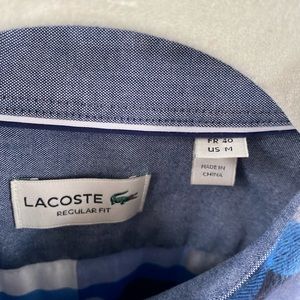 FR 40
US M
MADE IN
CHINA
LACOSTE
REGULAR FIT